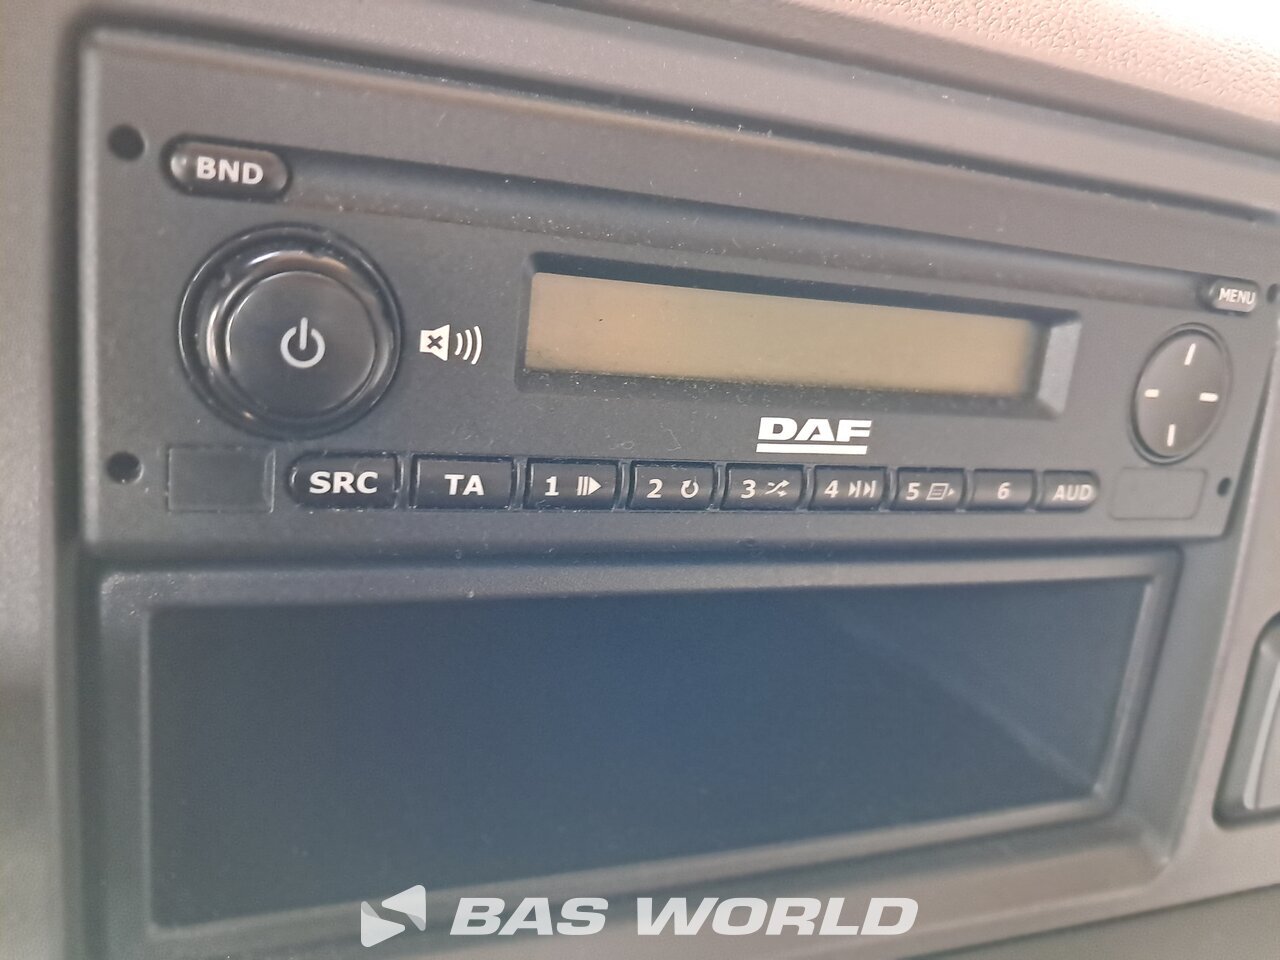 BND
MENU
DAF
SRC TA 1 2 3 4 5 6 AUD
BAS WORLD